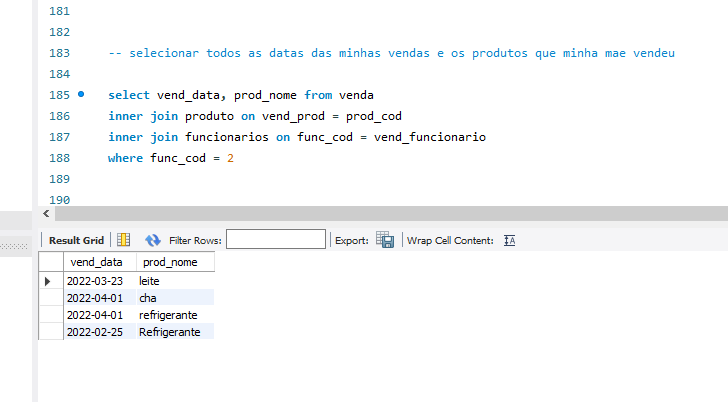 181
182
183 -- selecionar todos as datas das minhas vendas e os produtos que minha mae vendeu
184
185 select vend_data, prod_nome from venda
186 inner join produto on vend_prod = prod_cod
187 inner join funcionarios on func_cod = vend_funcionario
188 where func_cod = 2
189
190
Result Grid Filter Rows: Export: Wrap Cell Content:
vend_data prod_nome
2022-03-23 leite
2022-04-01 cha
2022-04-01 refrigerante
2022-02-25 Refrigerante